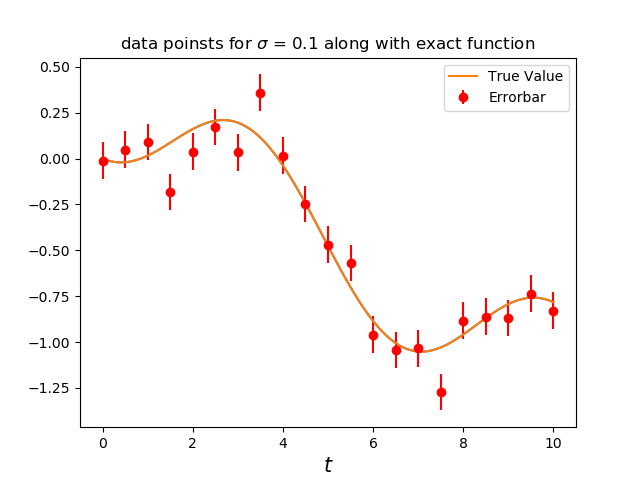 data poinsts for σ = 0.1 along with exact function
True Value
Errorbar
0.50
0.25
0.00
−0.25
−0.50
−0.75
−1.00
−1.25
0 2 4 6 8 10
t